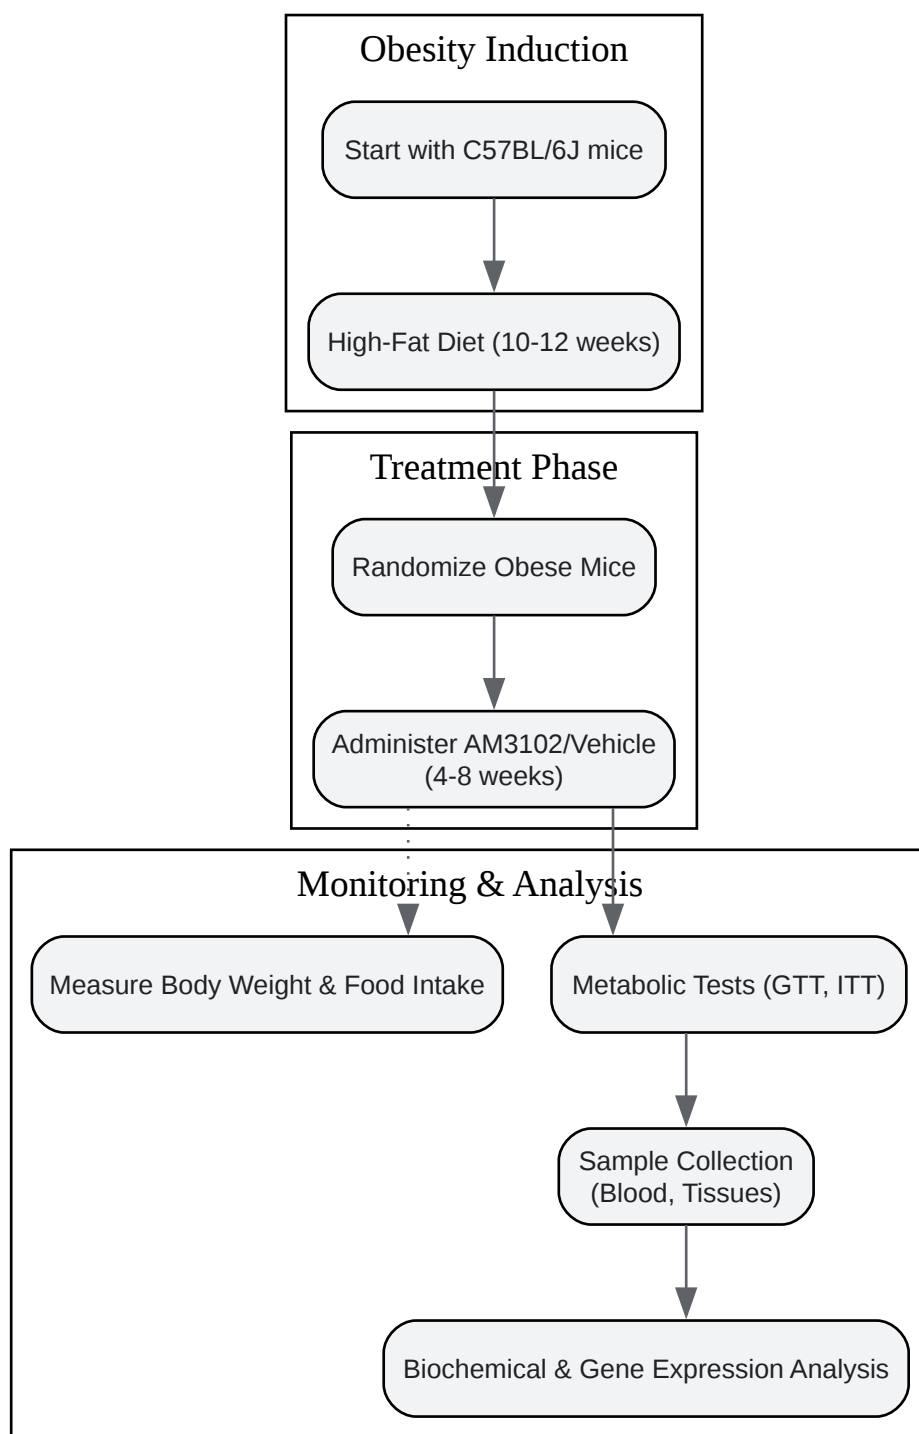 Obesity Induction
Start with C57BL/6J mice
High-Fat Diet (10-12 weeks)
Treatment Phase
Randomize Obese Mice
Administer AM3102/Vehicle
(4-8 weeks)
Monitoring & Analysis
Measure Body Weight & Food Intake
Metabolic Tests (GTT, ITT)
Sample Collection
(Blood, Tissues)
Biochemical & Gene Expression Analysis